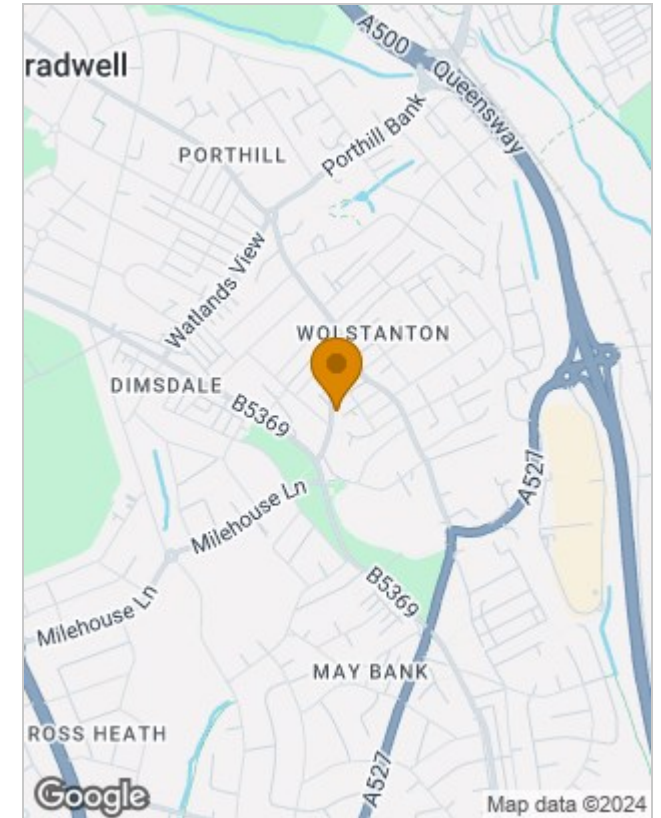 radwell
A500
Queensway
PORTHILL
Porthill Bank
Watlands View
WOLSTANTON
DIMSDALE
B5369
A527
Milehouse Ln
B5369
Milehouse Ln
MAY BANK
ROSS HEATH
A527
Google
Map data ©2024